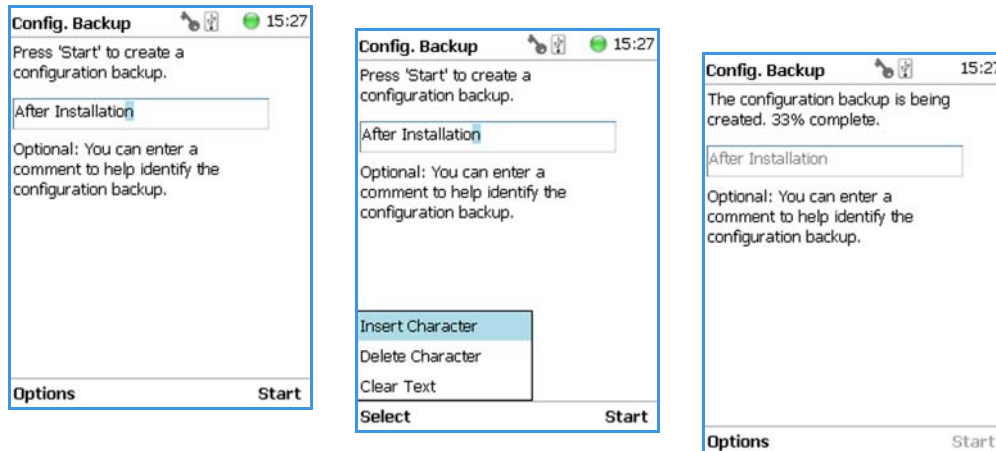 Config. Backup 15:27
Press 'Start' to create a
configuration backup.
After Installation
Optional: You can enter a
comment to help identify the
configuration backup.
Options Start
Config. Backup 15:27
Press 'Start' to create a
configuration backup.
After Installation
Optional: You can enter a
comment to help identify the
configuration backup.
Insert Character
Delete Character
Clear Text
Select Start
Config. Backup 15:27
The configuration backup is being
created. 33% complete.
After Installation
Optional: You can enter a
comment to help identify the
configuration backup.
Options Start